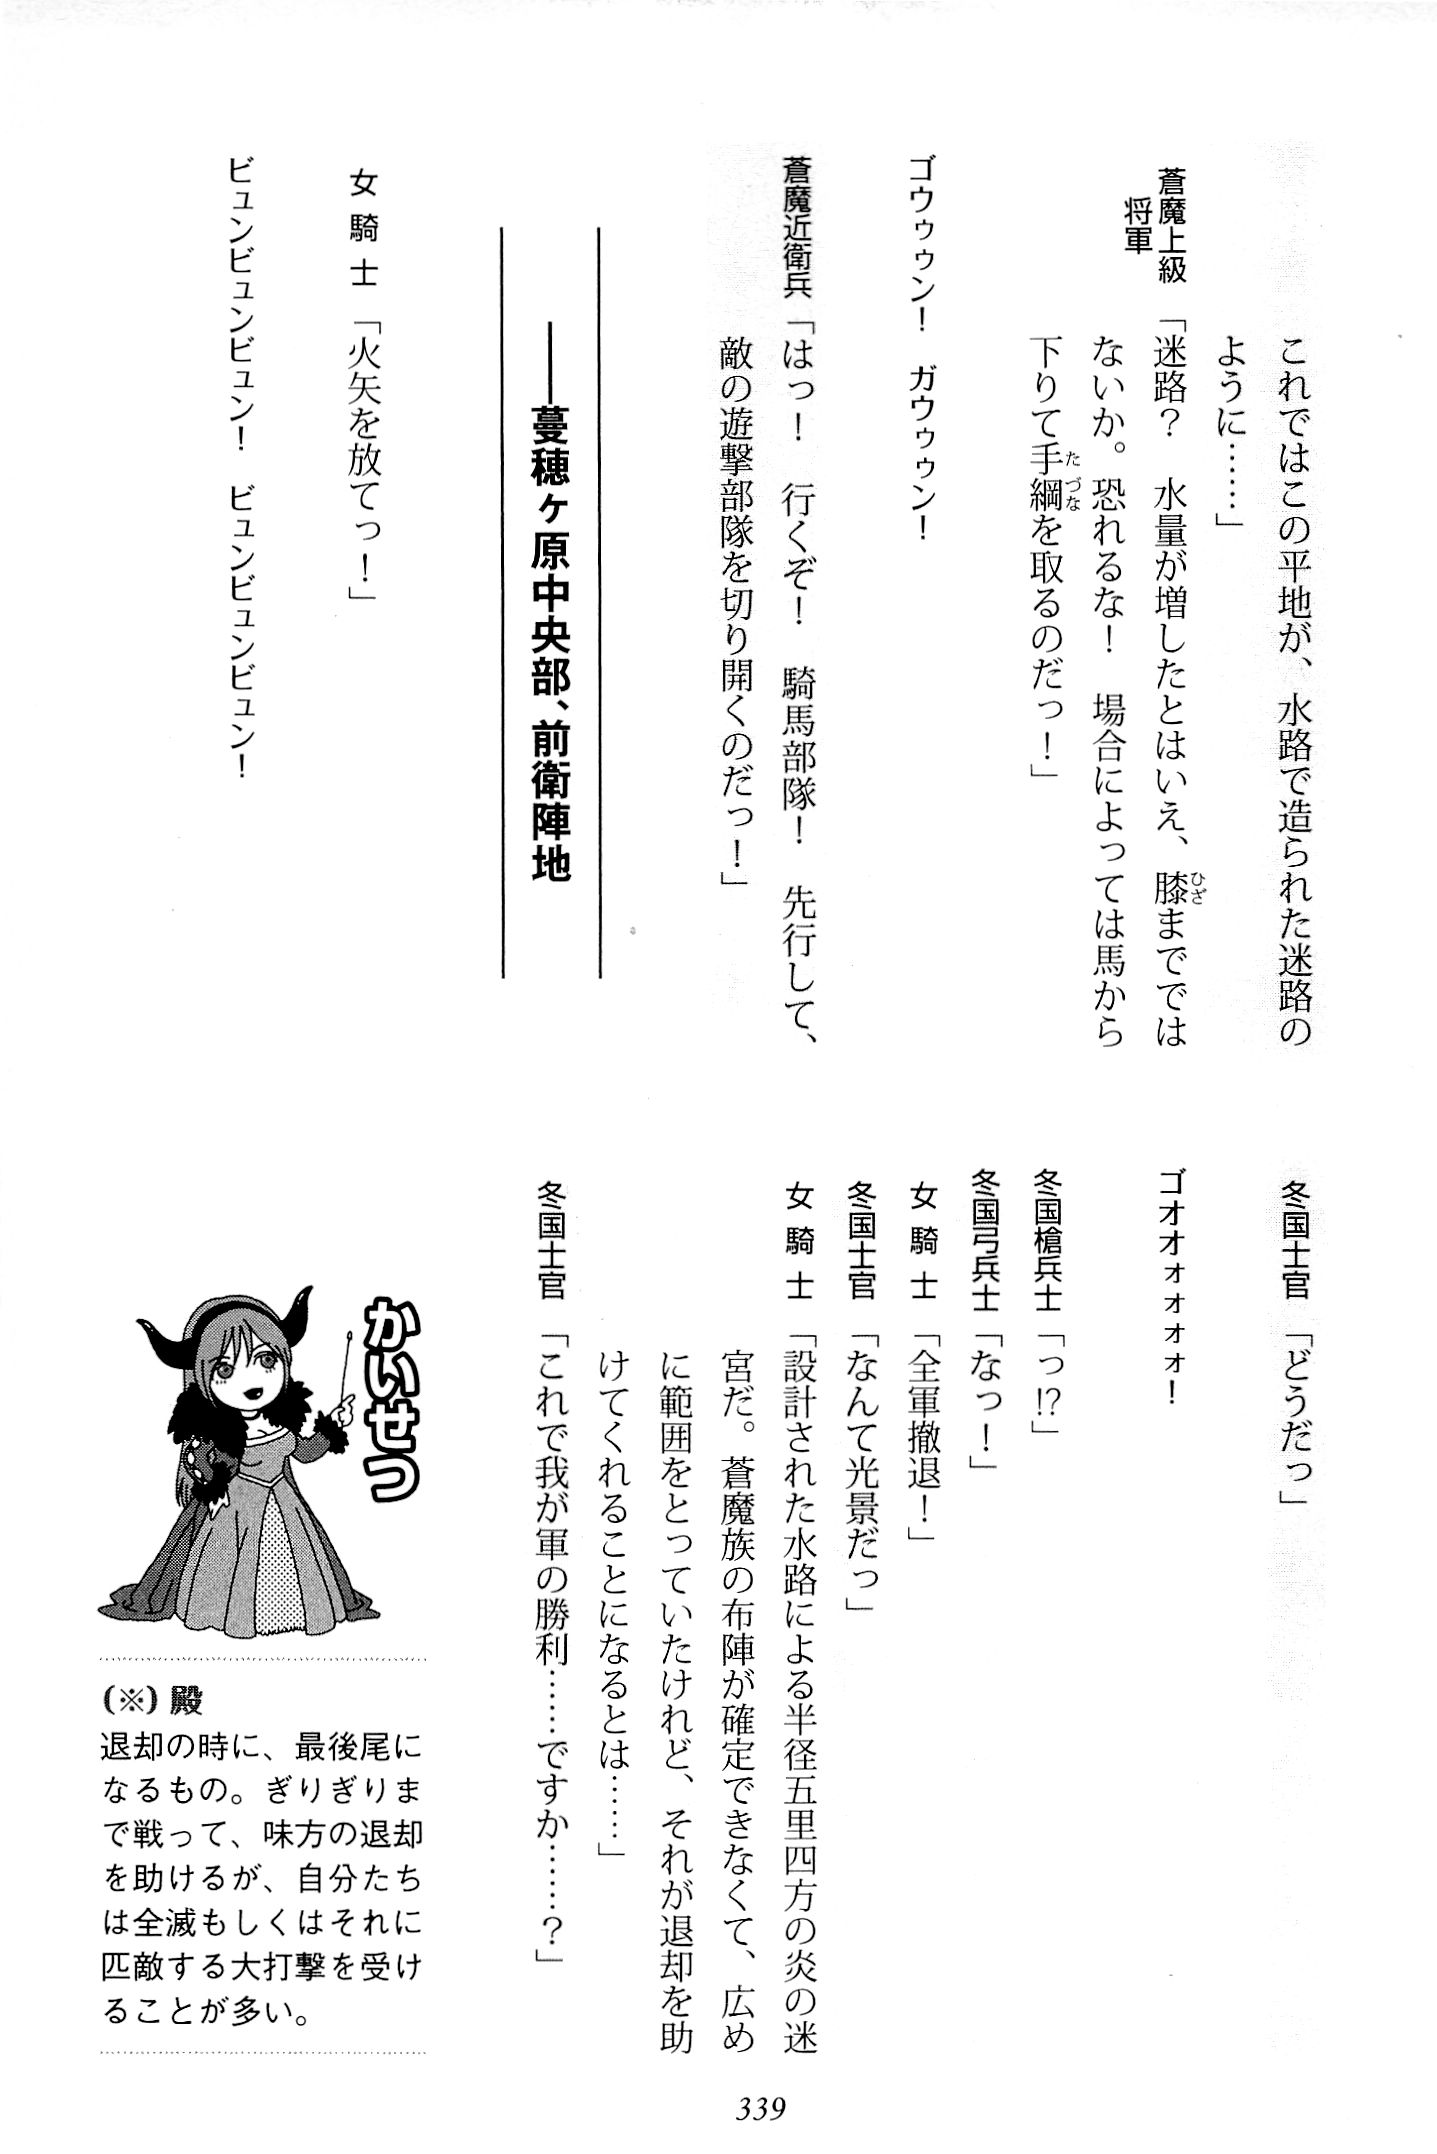 これではこの平地が、水路で造られた迷路の
ように……」
蒼魔上級将軍「迷路？　水量が増したとはいえ、膝まででは
ないか。恐れるな！　場合によっては馬から
下りて手綱を取るのだっ！」
ゴウゥゥン！　ガウゥゥン！
蒼魔近衛兵「はっ！　行くぞ！　騎馬部隊！　先行して、
敵の遊撃部隊を切り開くのだっ！」
――蔓穂ヶ原中央部、前衛陣地
女騎士「火矢を放てっ！」
ビュンビュンビュン！　ビュンビュンビュン！
冬国士官「どうだっ」
ゴオオォォォォ！
冬国槍兵士「っ!?」
冬国弓兵士「なっ！」
女騎士「全軍撤退！」
冬国士官「なんて光景だっ」
女騎士「設計された水路による半径五里四方の炎の迷
宮だ。蒼魔族の布陣が確定できなくて、広め
に範囲をとっていたけれど、それが退却を助
けてくれることになるとは……」
冬国士官「これで我が軍の勝利……ですか……？」
かいせつ
(※) 殿
退却の時に、最後尾に
なるもの。ぎりぎりま
で戦って、味方の退却
を助けるが、自分たち
は全滅もしくはそれに
匹敵する大打撃を受け
ることが多い。
339